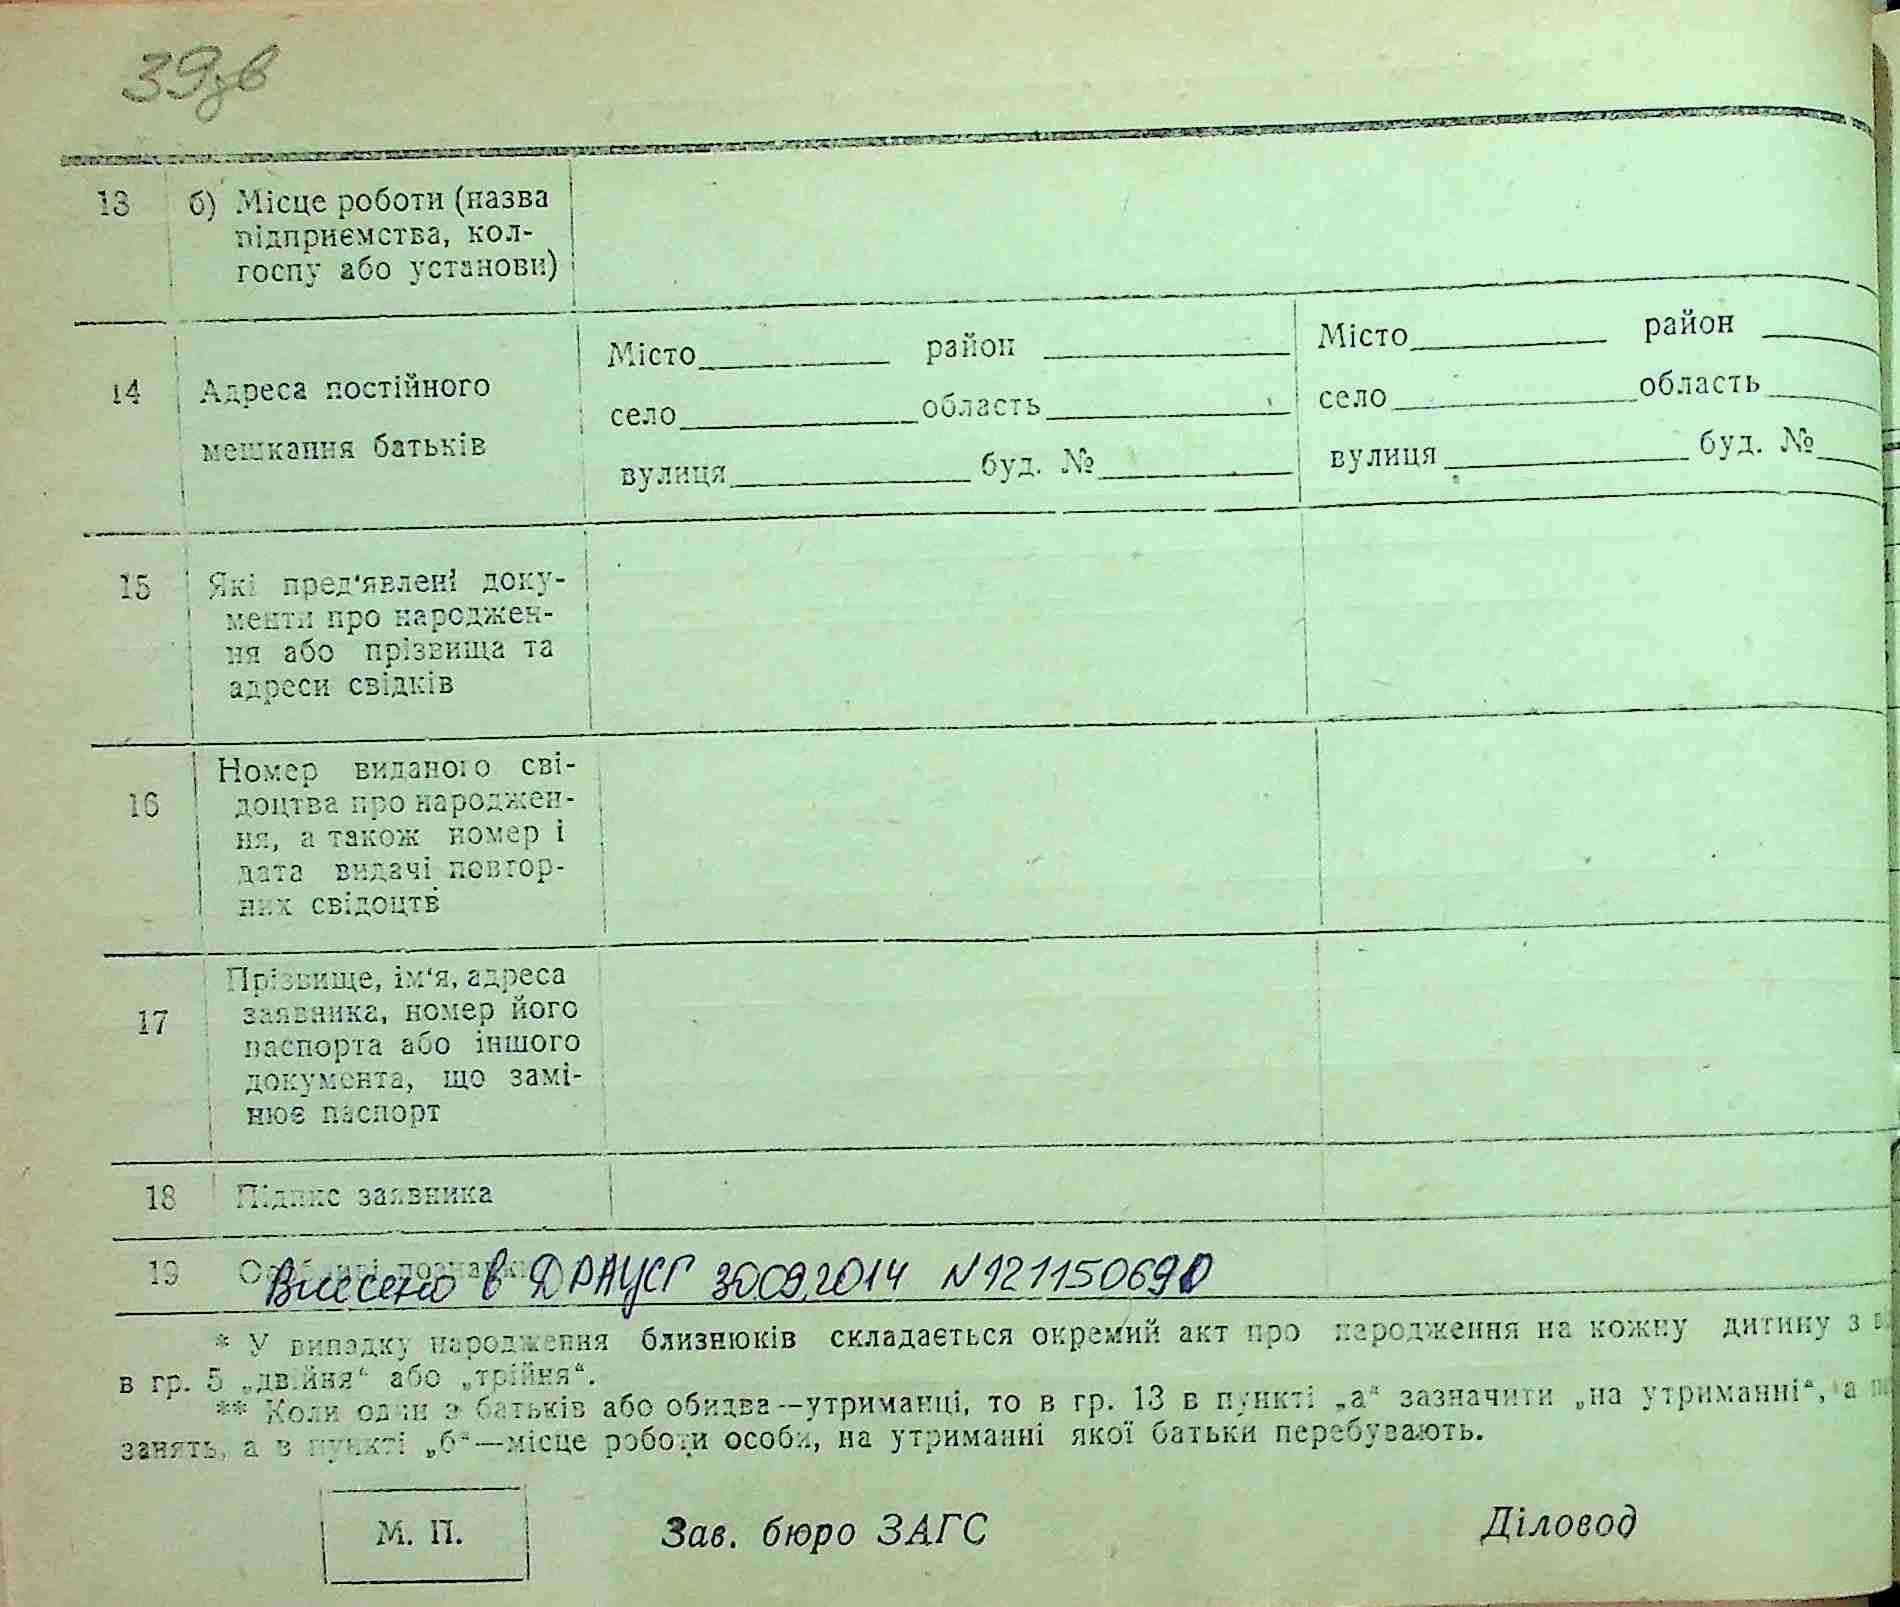 39зв
13 б) Місце роботи (назва
підприємства, кол-
госпу або установи)
14 Адреса постійного
мешкання батьків
Місто район
село область
вулиця буд. №
Місто район
село область
вулиця буд. №
15 Які пред'явлені доку-
менти про народжен-
ня або прізвища та
адреси свідків
16 Номер виданого сві-
доцтва про народжен-
ня, а також номер і
дата видачі повтор-
них свідоцтв
17 Прізвище, ім'я, адреса
заявника, номер його
паспорта або іншого
документа, що замі-
нює паспорт
18 Підпис заявника
19
Внесено в ДРАЦСГ 30.09.2014 N12115069
* У випадку народження близнюків складається окремий акт про народження на кожну дитину з
в гр. 5 „двійня“ або „трійня“.
** Коли один з батьків або обидва—утриманці, то в гр. 13 в пункті „а“ зазначити „на утриманні“, а
занять, а в пункті „б“—місце роботи особи, на утриманні якої батьки перебувають.
М. П. Зав. бюро ЗАГС Діловод